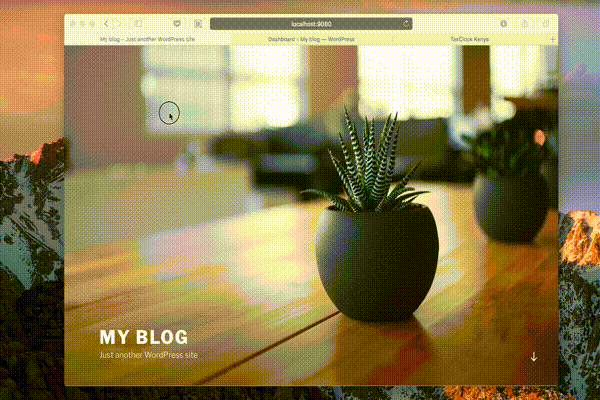 localhost:9080
My blog – Just another WordPress site
Dashboard ‹ My blog — WordPress
TaxClock Kenya
MY BLOG
Just another WordPress site